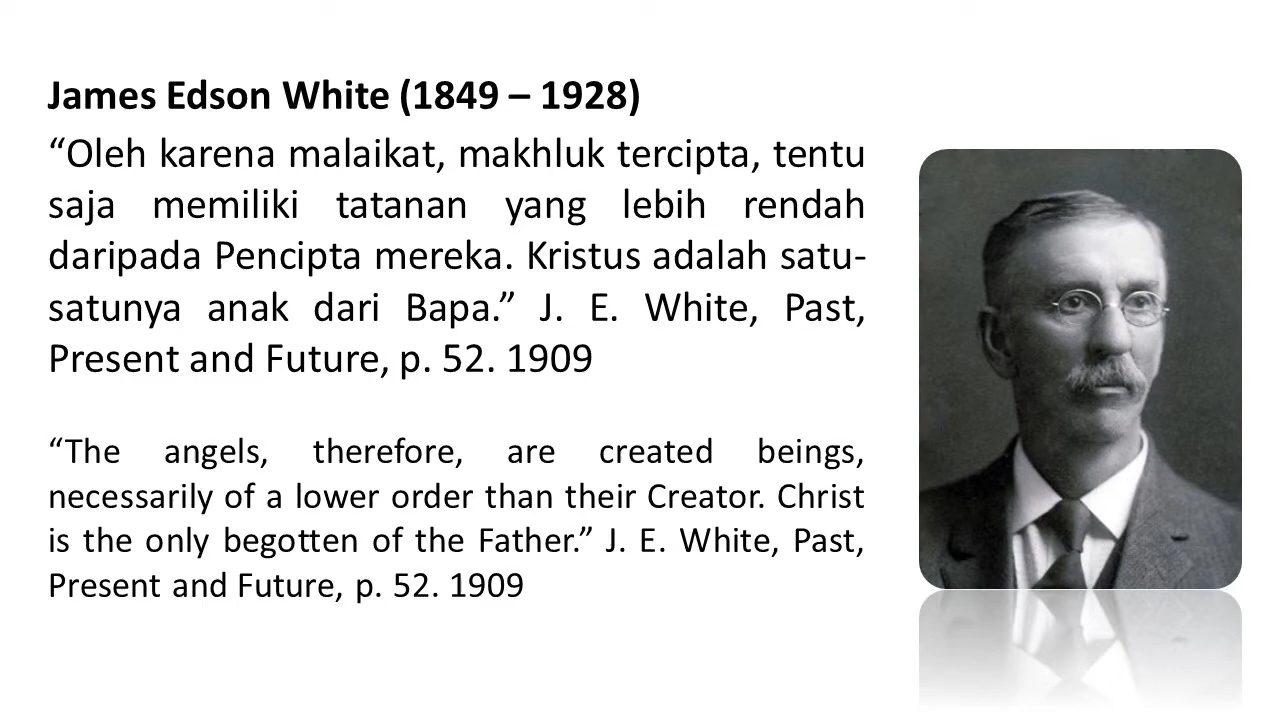 James Edson White (1849 – 1928)
“Oleh karena malaikat, makhluk tercipta, tentu
saja memiliki tatanan yang lebih rendah
daripada Pencipta mereka. Kristus adalah satu-
satunya anak dari Bapa.” J. E. White, Past,
Present and Future, p. 52. 1909
“The angels, therefore, are created beings,
necessarily of a lower order than their Creator. Christ
is the only begotten of the Father.” J. E. White, Past,
Present and Future, p. 52. 1909